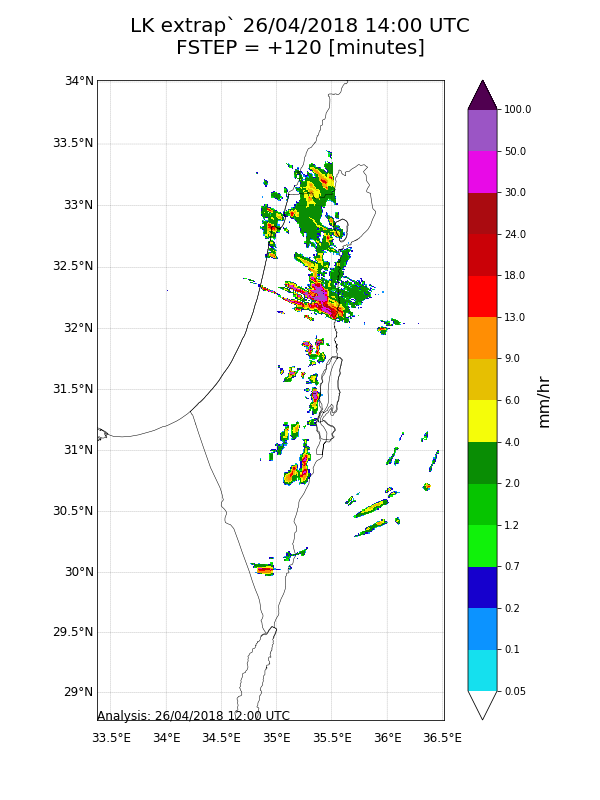 LK extrap` 26/04/2018 14:00 UTC
FSTEP = +120 [minutes]
34°N
33.5°N
33°N
32.5°N
32°N
31.5°N
31°N
30.5°N
30°N
29.5°N
29°N
Analysis: 26/04/2018 12:00 UTC
33.5°E 34°E 34.5°E 35°E 35.5°E 36°E 36.5°E
100.0
50.0
30.0
24.0
18.0
13.0
9.0
6.0
4.0
2.0
1.2
0.7
0.2
0.1
0.05
mm/hr